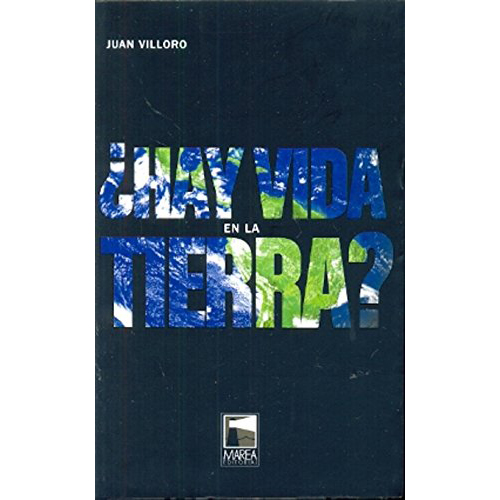 JUAN VILLORO
¿HAY VIDA
EN LA
TIERRA?
MAREA
EDITORIAL